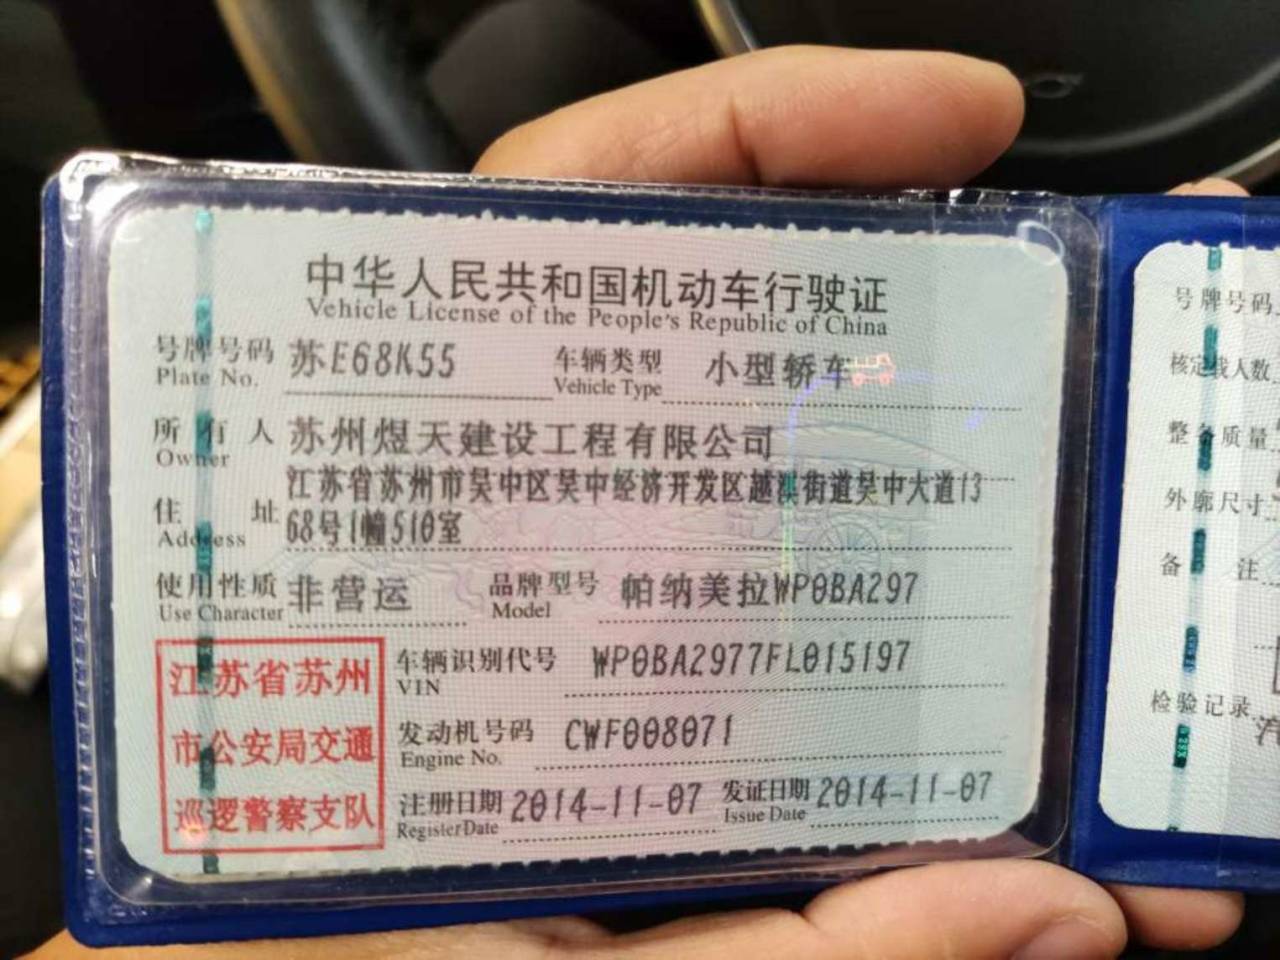 中华人民共和国机动车行驶证
Vehicle License of the People's Republic of China
号牌号码 苏E68K55 车辆类型 小型轿车
Plate No. Vehicle Type
所有人 苏州煜天建设工程有限公司
Owner
住址 江苏省苏州市吴中区吴中经济开发区越溪街道吴中大道13
Address 68号1幢510室
使用性质 非营运 品牌型号 帕纳美拉WP0BA297
Use Character Model
江苏省苏州
市公安局交通
巡逻警察支队
车辆识别代号 WP0BA2977FL015197
VIN
发动机号码 CWF008071
Engine No.
注册日期 2014-11-07 发证日期 2014-11-07
Register Date Issue Date
号牌号码
核定载人数
整备质量
外廓尺寸
备注
检验记录